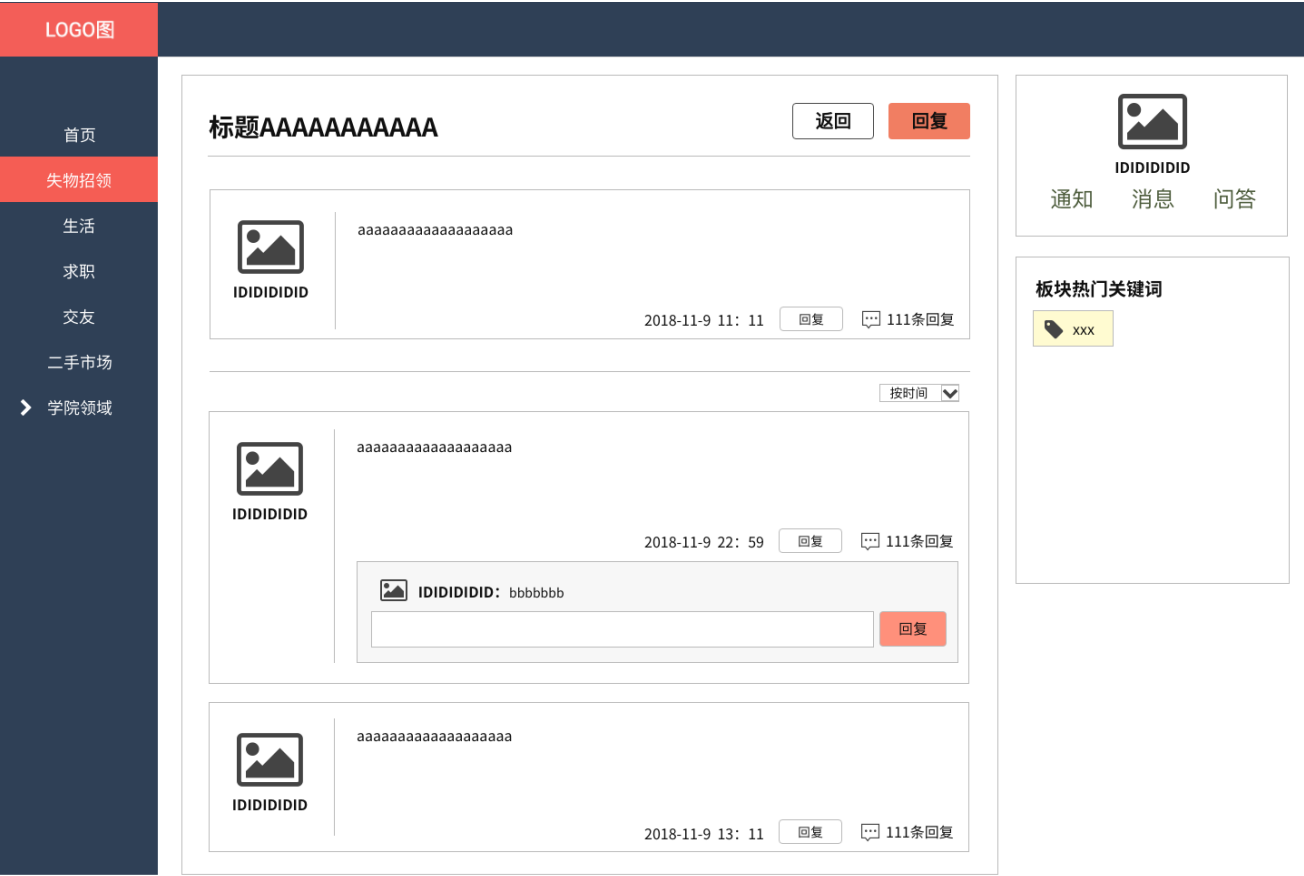 LOGO图
首页
失物招领
生活
求职
交友
二手市场
学院领域
标题AAAAAAAAAAA
返回
回复
IDIDIDIDID
aaaaaaaaaaaaaaaaaaa
2018-11-9 11：11
回复
111条回复
按时间
IDIDIDIDID
aaaaaaaaaaaaaaaaaaa
2018-11-9 22：59
回复
111条回复
IDIDIDIDID：bbbbbbb
回复
IDIDIDIDID
aaaaaaaaaaaaaaaaaaa
2018-11-9 13：11
回复
111条回复
IDIDIDIDID
通知 消息 问答
板块热门关键词
xxx